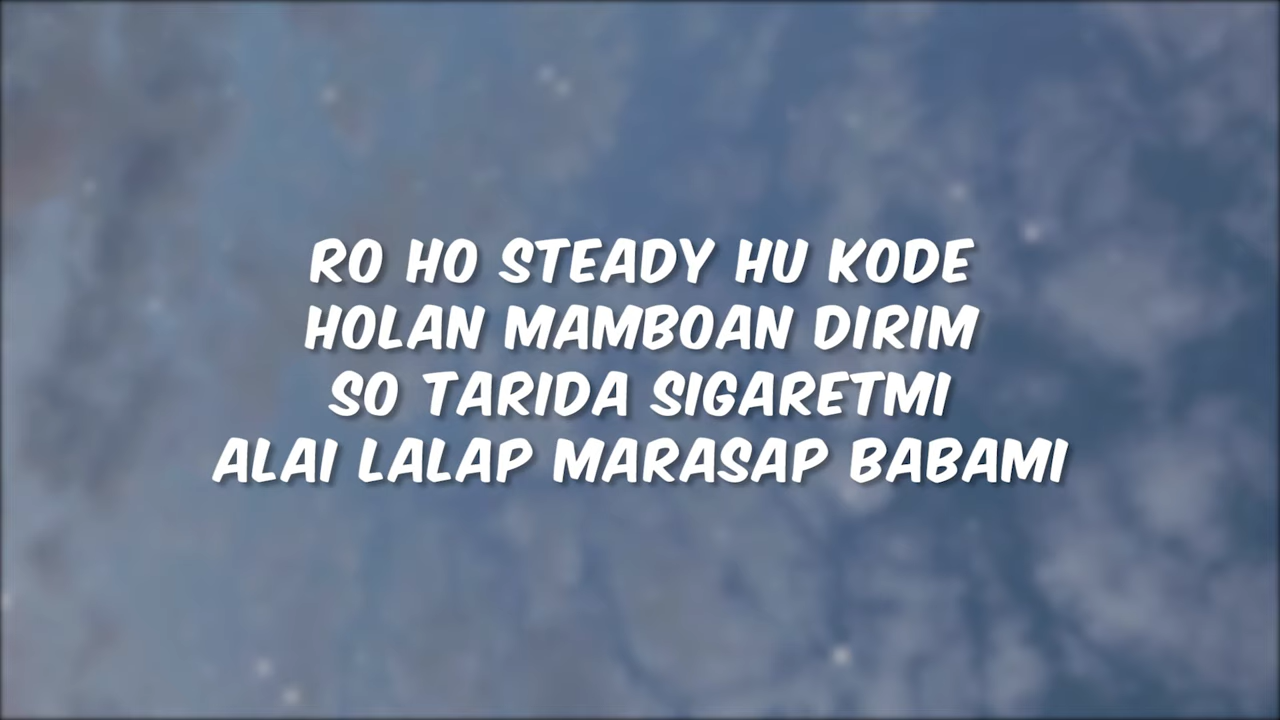 RO HO STEADY HU KODE
HOLAN MAMBOAN DIRIM
SO TARIDA SIGARETMI
ALAI LALAP MARASAP BABAMI